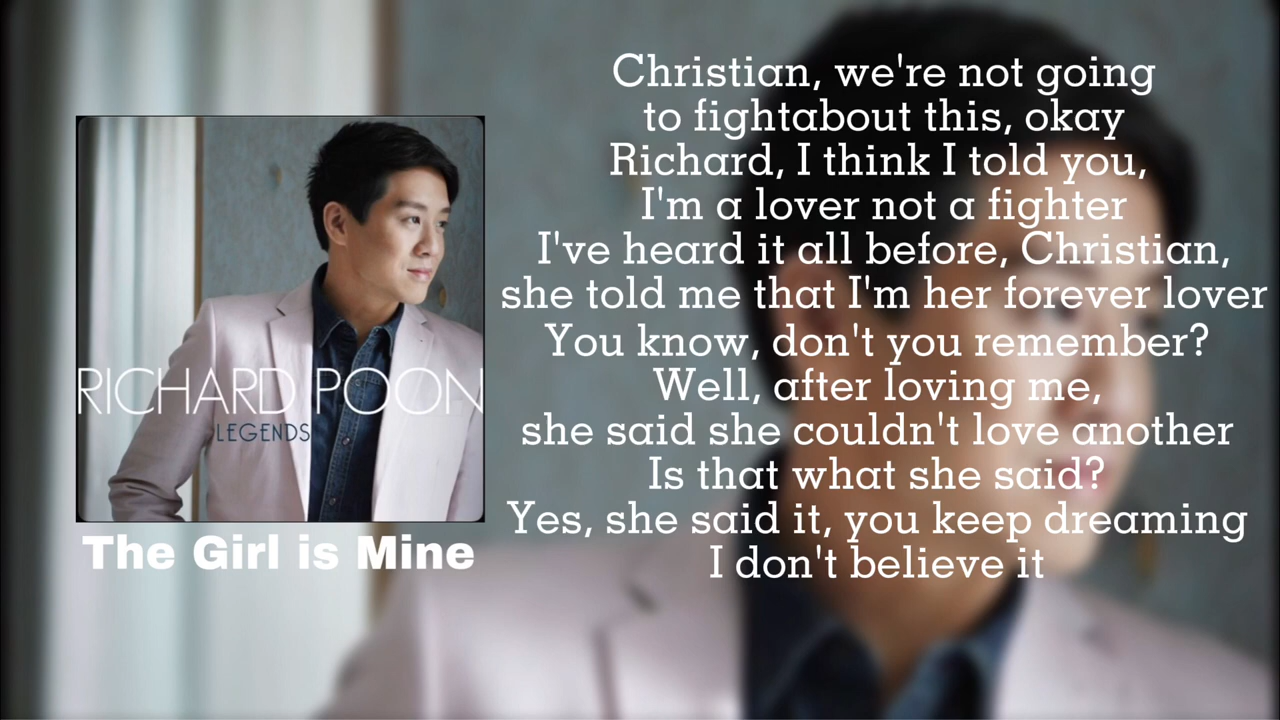 RICHARD POON
LEGENDS
The Girl is Mine
Christian, we're not going
to fightabout this, okay
Richard, I think I told you,
I'm a lover not a fighter
I've heard it all before, Christian,
she told me that I'm her forever lover
You know, don't you remember?
Well, after loving me,
she said she couldn't love another
Is that what she said?
Yes, she said it, you keep dreaming
I don't believe it